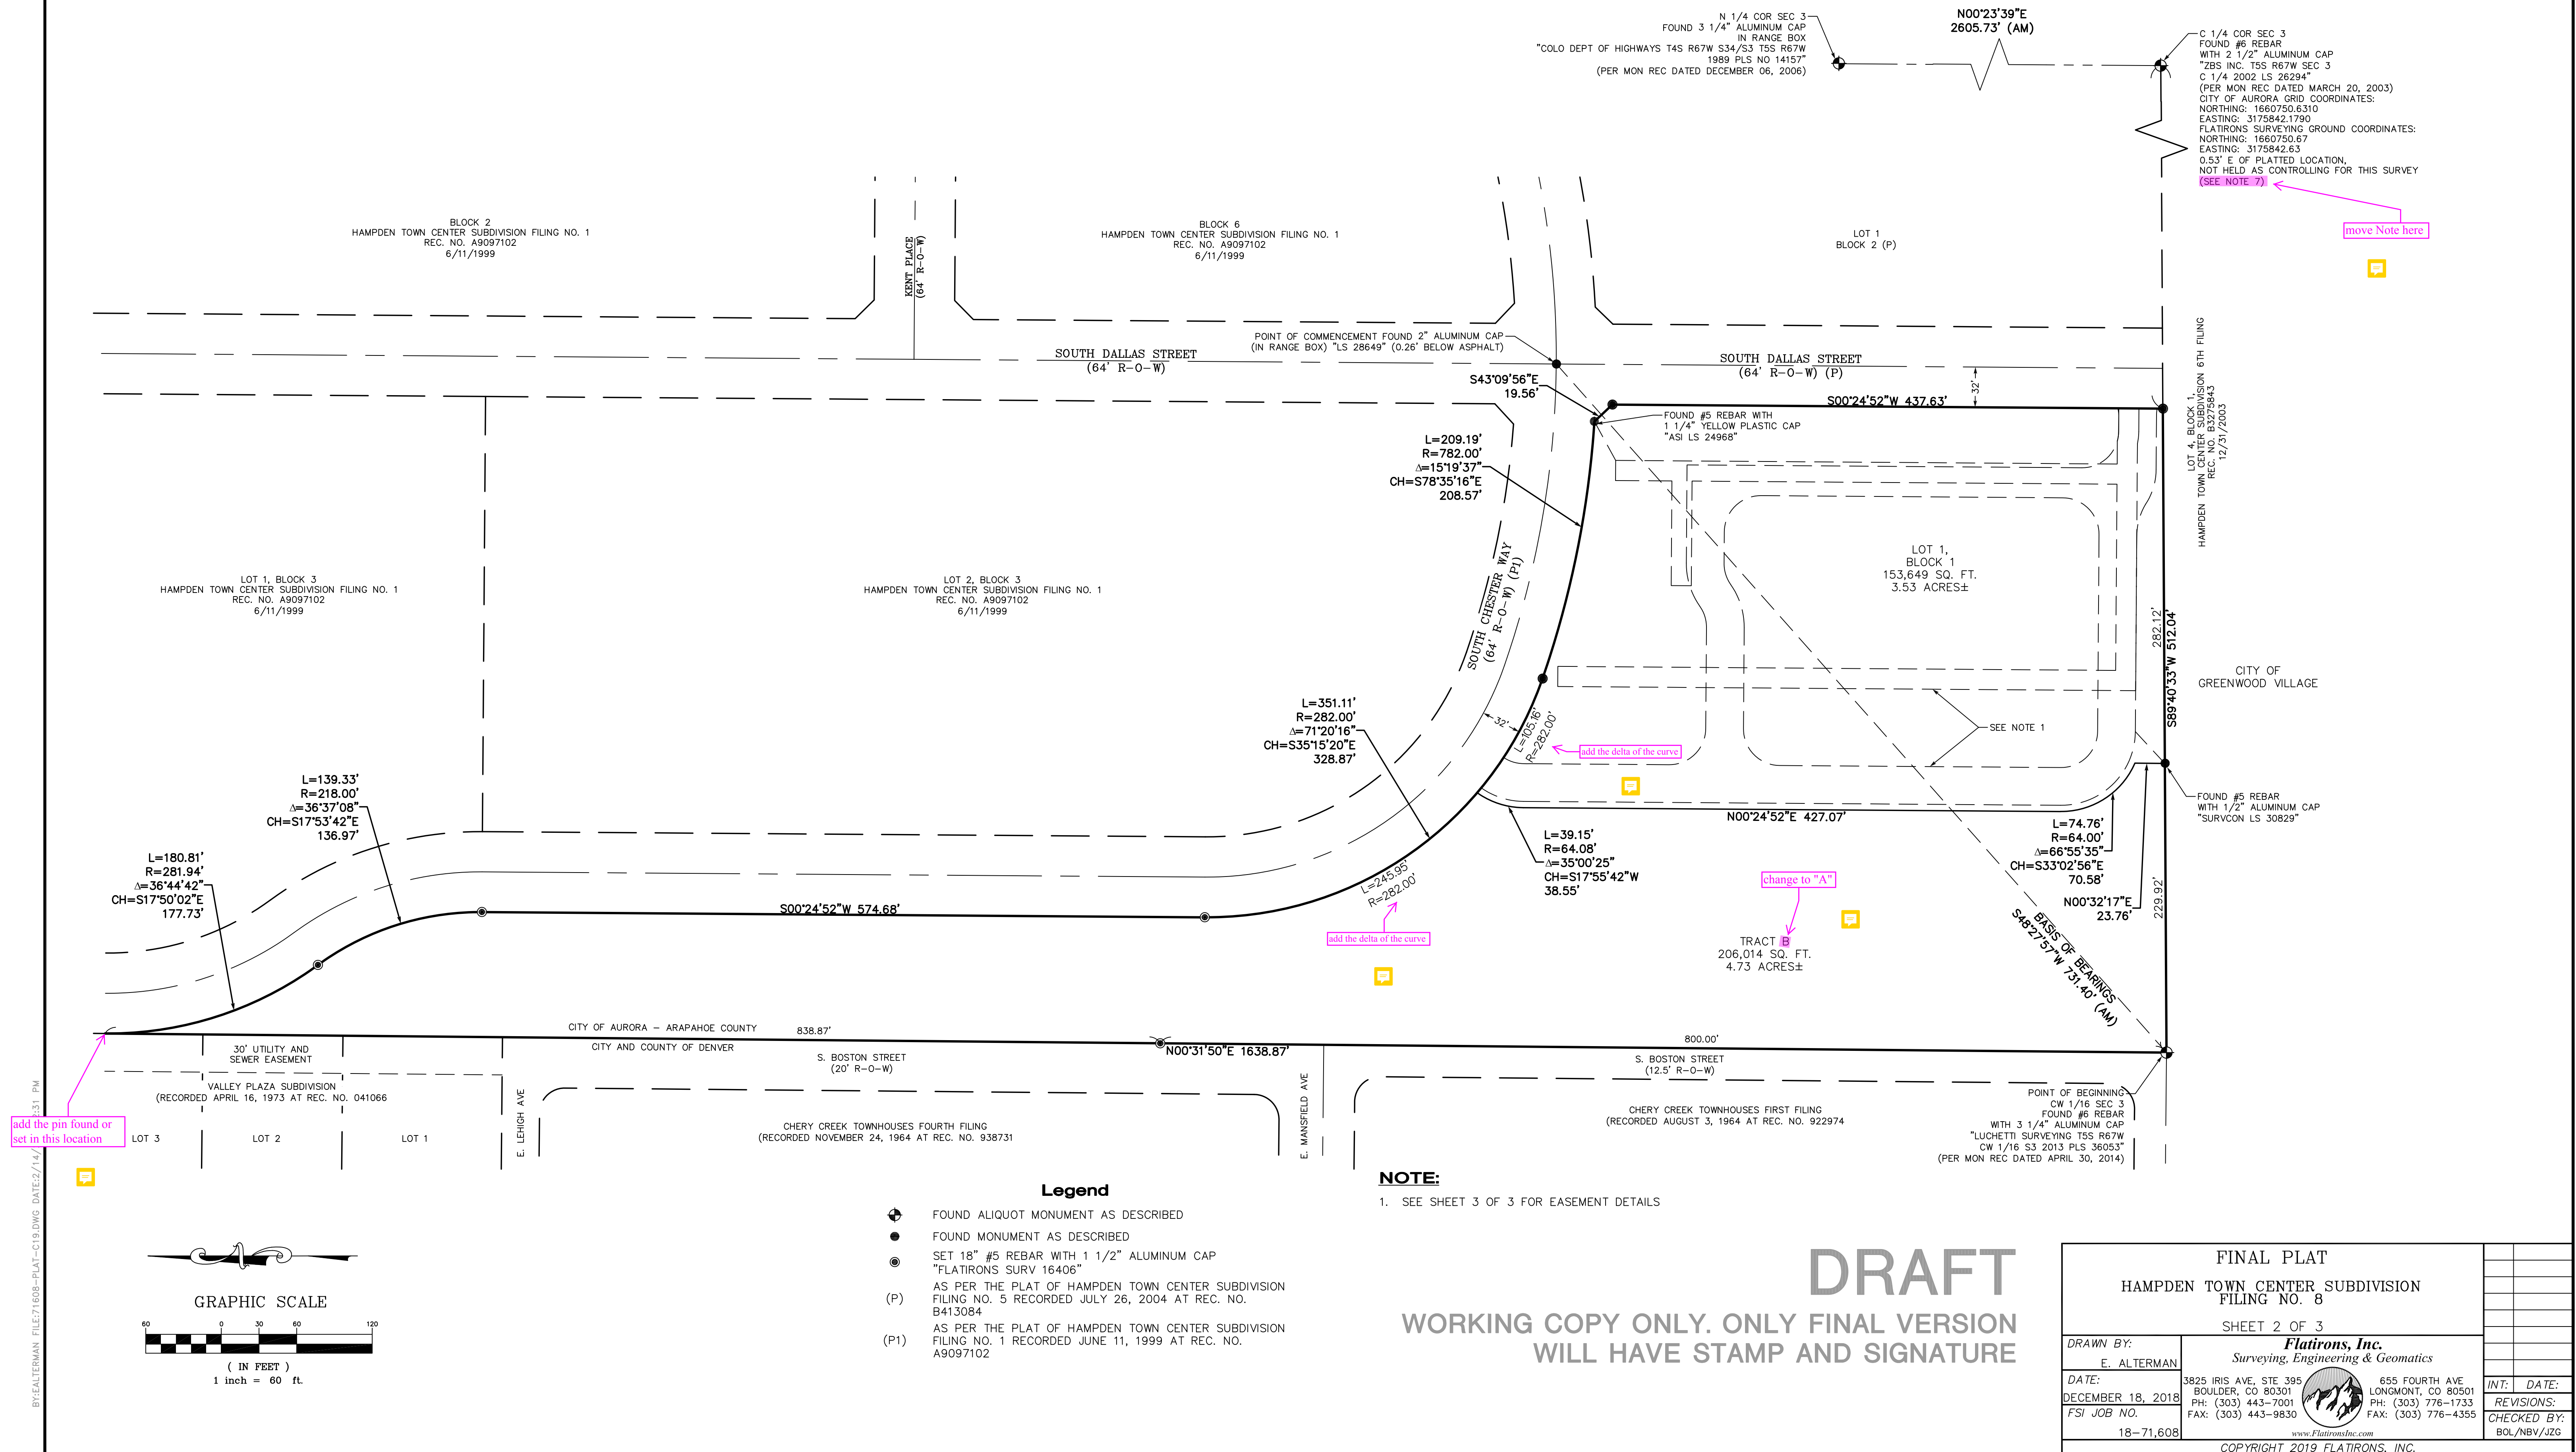 N 1/4 COR SEC 3
FOUND 3 1/4" ALUMINUM CAP
IN RANGE BOX
"COLO DEPT OF HIGHWAYS T4S R67W S34/S3 T5S R67W
1989 PLS NO 14157"
(PER MON REC DATED DECEMBER 06, 2006)
N00°23'39"E
2605.73' (AM)
C 1/4 COR SEC 3
FOUND #6 REBAR
WITH 2 1/2" ALUMINUM CAP
"ZBS INC. T5S R67W SEC 3
C 1/4 2002 LS 26294"
(PER MON REC DATED MARCH 20, 2003)
CITY OF AURORA GRID COORDINATES:
NORTHING: 1660750.6310
EASTING: 3175842.1790
FLATIRONS SURVEYING GROUND COORDINATES:
NORTHING: 1660750.67
EASTING: 3175842.63
0.53' E OF PLATTED LOCATION,
NOT HELD AS CONTROLLING FOR THIS SURVEY
(SEE NOTE 7)
move Note here
BLOCK 2
HAMPDEN TOWN CENTER SUBDIVISION FILING NO. 1
REC. NO. A9097102
6/11/1999
KENT PLACE
(64' R-O-W)
BLOCK 6
HAMPDEN TOWN CENTER SUBDIVISION FILING NO. 1
REC. NO. A9097102
6/11/1999
LOT 1
BLOCK 2 (P)
POINT OF COMMENCEMENT FOUND 2" ALUMINUM CAP
(IN RANGE BOX) "LS 28649" (0.26' BELOW ASPHALT)
SOUTH DALLAS STREET
(64' R-O-W)
SOUTH DALLAS STREET
(64' R-O-W) (P)
32'
S43°09'56"E
19.56'
S00°24'52"W 437.63'
FOUND #5 REBAR WITH
1 1/4" YELLOW PLASTIC CAP
"ASI LS 24968"
LOT 4, BLOCK 1,
HAMPDEN TOWN CENTER SUBDIVISION 6TH FILING
REC. NO. B3275843
12/31/2003
L=209.19'
R=782.00'
Δ=15°19'37"
CH=S78°35'16"E
208.57'
LOT 1, BLOCK 3
HAMPDEN TOWN CENTER SUBDIVISION FILING NO. 1
REC. NO. A9097102
6/11/1999
LOT 2, BLOCK 3
HAMPDEN TOWN CENTER SUBDIVISION FILING NO. 1
REC. NO. A9097102
6/11/1999
SOUTH CHESTER WAY
(64' R-O-W) (P1)
LOT 1,
BLOCK 1
153,649 SQ. FT.
3.53 ACRES±
282.12'
S89°40'33"W 512.04'
CITY OF
GREENWOOD VILLAGE
SEE NOTE 1
L=351.11'
R=282.00'
Δ=71°20'16"
CH=S35°15'20"E
328.87'
32'
L=105.16'
R=282.00'
add the delta of the curve
L=139.33'
R=218.00'
Δ=36°37'08"
CH=S17°53'42"E
136.97'
L=180.81'
R=281.94'
Δ=36°44'42"
CH=S17°50'02"E
177.73'
FOUND #5 REBAR
WITH 1/2" ALUMINUM CAP
"SURVCON LS 30829"
N00°24'52"E 427.07'
L=39.15'
R=64.08'
Δ=35°00'25"
CH=S17°55'42"W
38.55'
L=74.76'
R=64.00'
Δ=66°55'35"
CH=S33°02'56"E
70.58'
N00°32'17"E
23.76'
229.92'
L=245.95'
R=282.00'
add the delta of the curve
change to "A"
TRACT B
206,014 SQ. FT.
4.73 ACRES±
S00°24'52"W 574.68'
BASIS OF BEARINGS
S48°27'57"W 731.40' (AM)
CITY OF AURORA - ARAPAHOE COUNTY
838.87'
CITY AND COUNTY OF DENVER
N00°31'50"E 1638.87'
800.00'
S. BOSTON STREET
(20' R-O-W)
S. BOSTON STREET
(12.5' R-O-W)
30' UTILITY AND
SEWER EASEMENT
VALLEY PLAZA SUBDIVISION
(RECORDED APRIL 16, 1973 AT REC. NO. 041066
add the pin found or
set in this location
LOT 3
LOT 2
LOT 1
E. LEHIGH AVE
CHERY CREEK TOWNHOUSES FOURTH FILING
(RECORDED NOVEMBER 24, 1964 AT REC. NO. 938731
E. MANSFIELD AVE
CHERY CREEK TOWNHOUSES FIRST FILING
(RECORDED AUGUST 3, 1964 AT REC. NO. 922974
POINT OF BEGINNING
CW 1/16 SEC 3
FOUND #6 REBAR
WITH 3 1/4" ALUMINUM CAP
"LUCHETTI SURVEYING T5S R67W
CW 1/16 S3 2013 PLS 36053"
(PER MON REC DATED APRIL 30, 2014)
Legend
FOUND ALIQUOT MONUMENT AS DESCRIBED
FOUND MONUMENT AS DESCRIBED
SET 18" #5 REBAR WITH 1 1/2" ALUMINUM CAP
"FLATIRONS SURV 16406"
(P) AS PER THE PLAT OF HAMPDEN TOWN CENTER SUBDIVISION
FILING NO. 5 RECORDED JULY 26, 2004 AT REC. NO.
B413084
(P1) AS PER THE PLAT OF HAMPDEN TOWN CENTER SUBDIVISION
FILING NO. 1 RECORDED JUNE 11, 1999 AT REC. NO.
A9097102
NOTE:
1. SEE SHEET 3 OF 3 FOR EASEMENT DETAILS
GRAPHIC SCALE
60 0 30 60 120
( IN FEET )
1 inch = 60 ft.
BY:EALTERMAN FILE:71608-PLAT-C19.DWG DATE:2/14/ 2:31 PM
DRAFT
WORKING COPY ONLY. ONLY FINAL VERSION
WILL HAVE STAMP AND SIGNATURE
FINAL PLAT
HAMPDEN TOWN CENTER SUBDIVISION
FILING NO. 8
SHEET 2 OF 3
DRAWN BY:
E. ALTERMAN
DATE:
DECEMBER 18, 2018
FSI JOB NO.
18-71,608
Flatirons, Inc.
Surveying, Engineering & Geomatics
3825 IRIS AVE, STE 395
BOULDER, CO 80301
PH: (303) 443-7001
FAX: (303) 443-9830
655 FOURTH AVE
LONGMONT, CO 80501
PH: (303) 776-1733
FAX: (303) 776-4355
www.FlatironsInc.com
INT: DATE:
REVISIONS:
CHECKED BY:
BOL/NBV/JZG
COPYRIGHT 2019 FLATIRONS, INC.